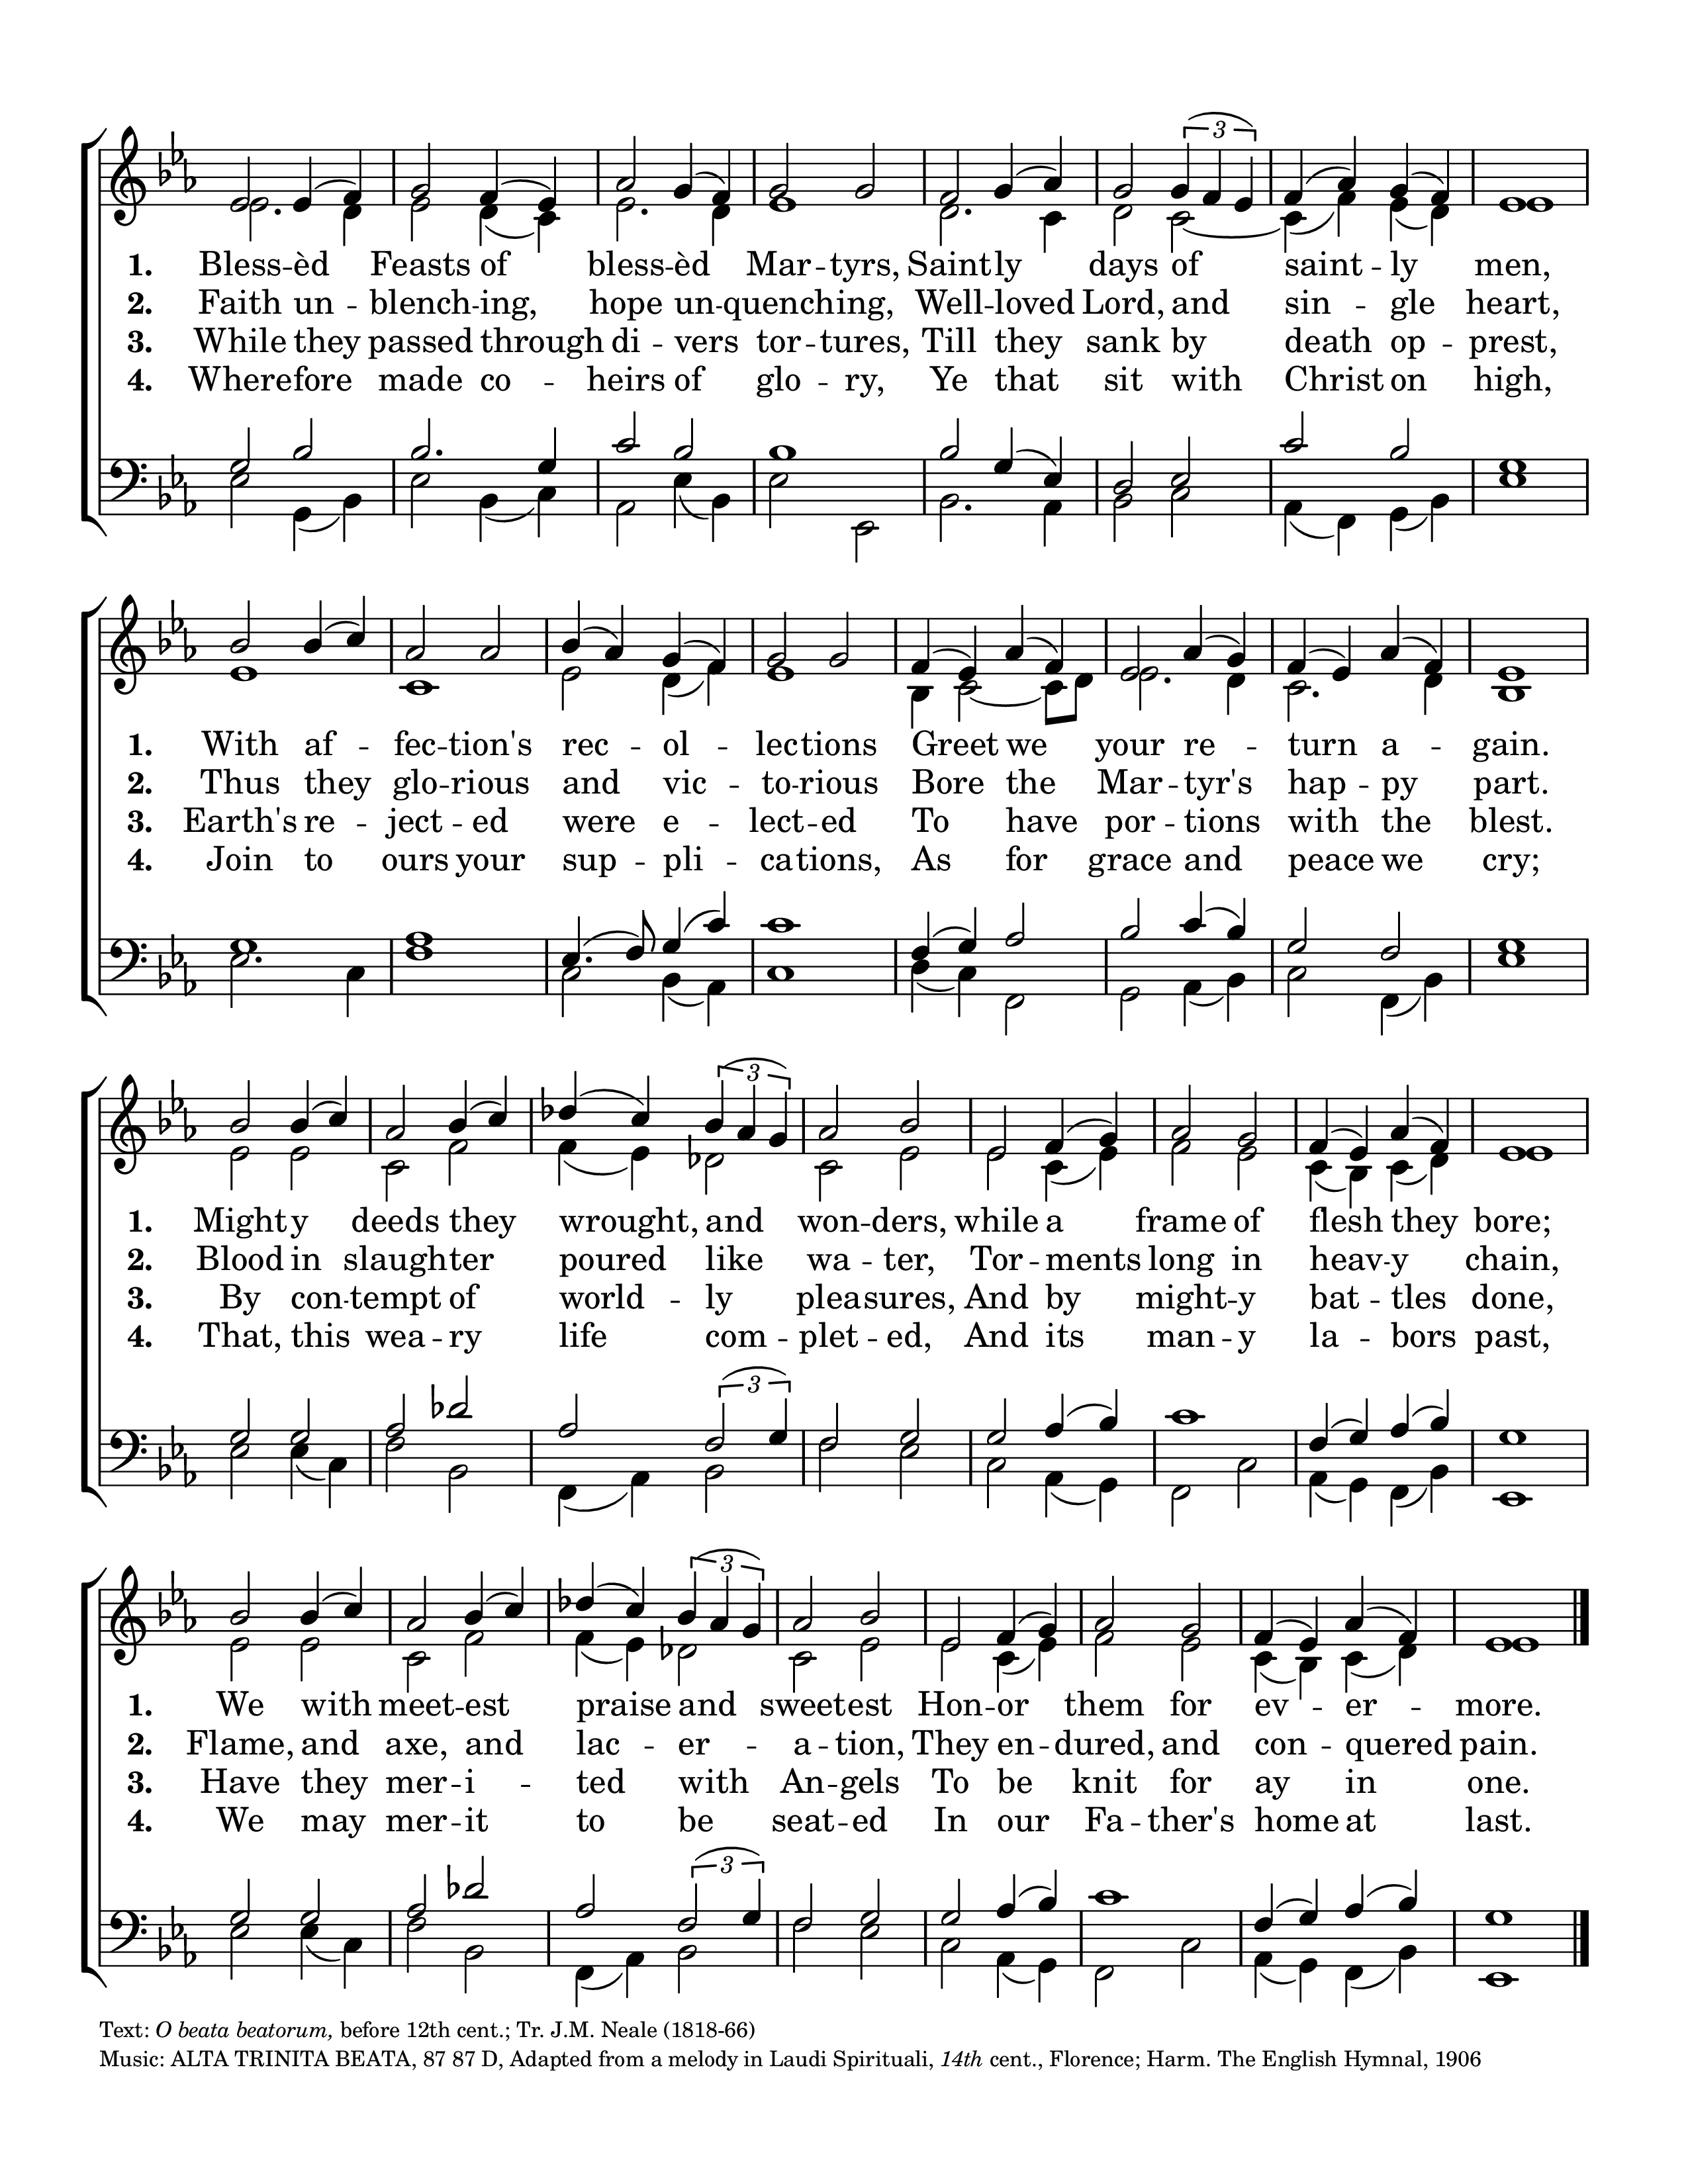 3
1. Bless -- èd Feasts of bless -- èd Mar -- tyrs, Saintly days of saint -- ly men,
2. Faith un -- blench -- ing, hope un -- quenching, Well -- loved Lord, and sin -- gle heart,
3. While they passed through di -- vers tor -- tures, Till they sank by death op -- prest,
4. Wherefore made co -- heirs of glo -- ry, Ye that sit with Christ on high,
1. With af -- fec -- tion's rec -- ol -- lections Greet we your re -- turn a -- gain.
2. Thus they glo -- rious and vic -- to -- rious Bore the Mar -- tyr's hap -- py part.
3. Earth's re -- ject -- ed were e -- lect -- ed To have por -- tions with the blest.
4. Join to ours your sup -- pli -- cations, As for grace and peace we cry;
3
1. Mighty deeds they wrought, and won -- ders, while a frame of flesh they bore;
2. Blood in slaughter poured like wa -- ter, Tor -- ments long in heav -- y chain,
3. By con -- tempt of world -- ly pleasures, And by might -- y bat -- tles done,
4. That, this wea -- ry life com -- plet -- ed, And its man -- y la -- bors past,
3
3
1. We with meet -- est praise and sweetest Hon -- or them for ev -- er -- more.
2. Flame, and axe, and lac -- er -- a -- tion, They en -- dured, and con -- quered pain.
3. Have they mer -- i -- ted with An -- gels To be knit for ay in one.
4. We may mer -- it to be seat -- ed In our Fa -- ther's home at last.
3
Text: O beata beatorum, before 12th cent.; Tr. J.M. Neale (1818-66)
Music: ALTA TRINITA BEATA, 87 87 D, Adapted from a melody in Laudi Spirituali, 14th cent., Florence; Harm. The English Hymnal, 1906